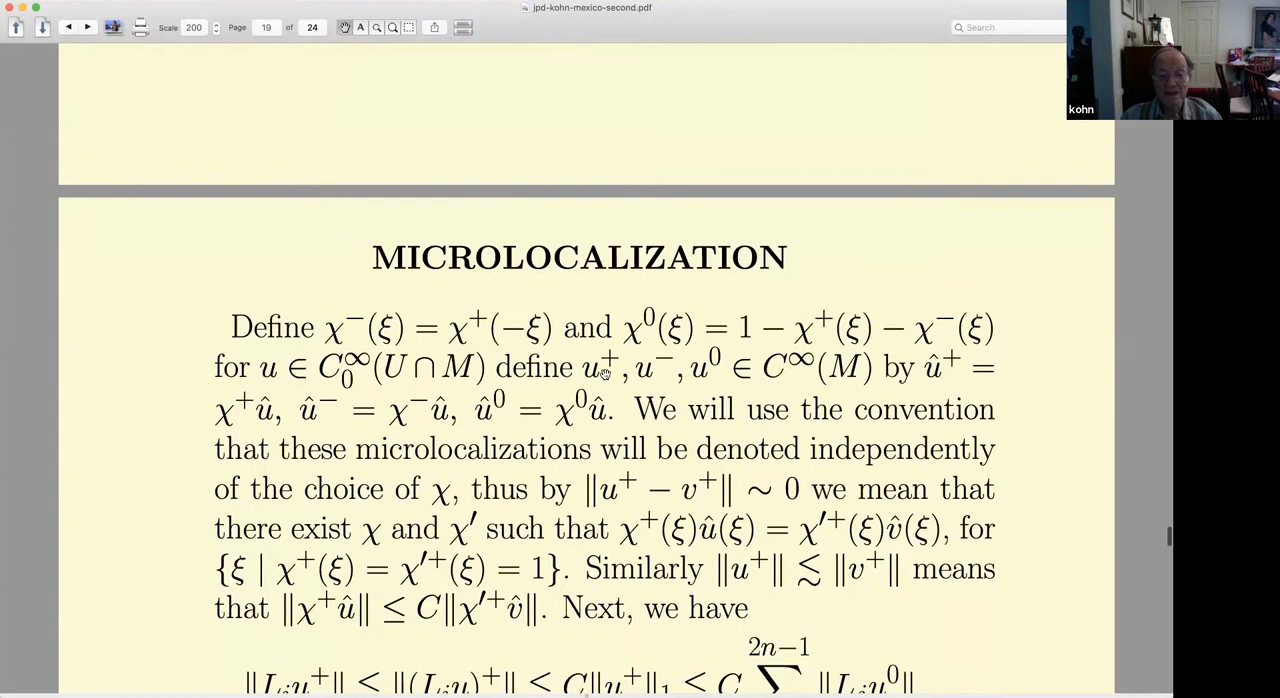 jpd-kohn-mexico-second.pdf
Scale 200 Page 19 of 24 A Search
kohn
MICROLOCALIZATION
Define χ⁻(ξ) = χ⁺(−ξ) and χ⁰(ξ) = 1 − χ⁺(ξ) − χ⁻(ξ)
for u ∈ C₀^∞(U ∩ M) define u⁺, u⁻, u⁰ ∈ C^∞(M) by û⁺ =
χ⁺û, û⁻ = χ⁻û, û⁰ = χ⁰û. We will use the convention
that these microlocalizations will be denoted independently
of the choice of χ, thus by ‖u⁺ − v⁺‖ ∼ 0 we mean that
there exist χ and χ′ such that χ⁺(ξ)û(ξ) = χ′⁺(ξ)v̂(ξ), for
{ξ | χ⁺(ξ) = χ′⁺(ξ) = 1}. Similarly ‖u⁺‖ ≲ ‖v⁺‖ means
that ‖χ⁺û‖ ≤ C‖χ′⁺v̂‖. Next, we have
2n−1